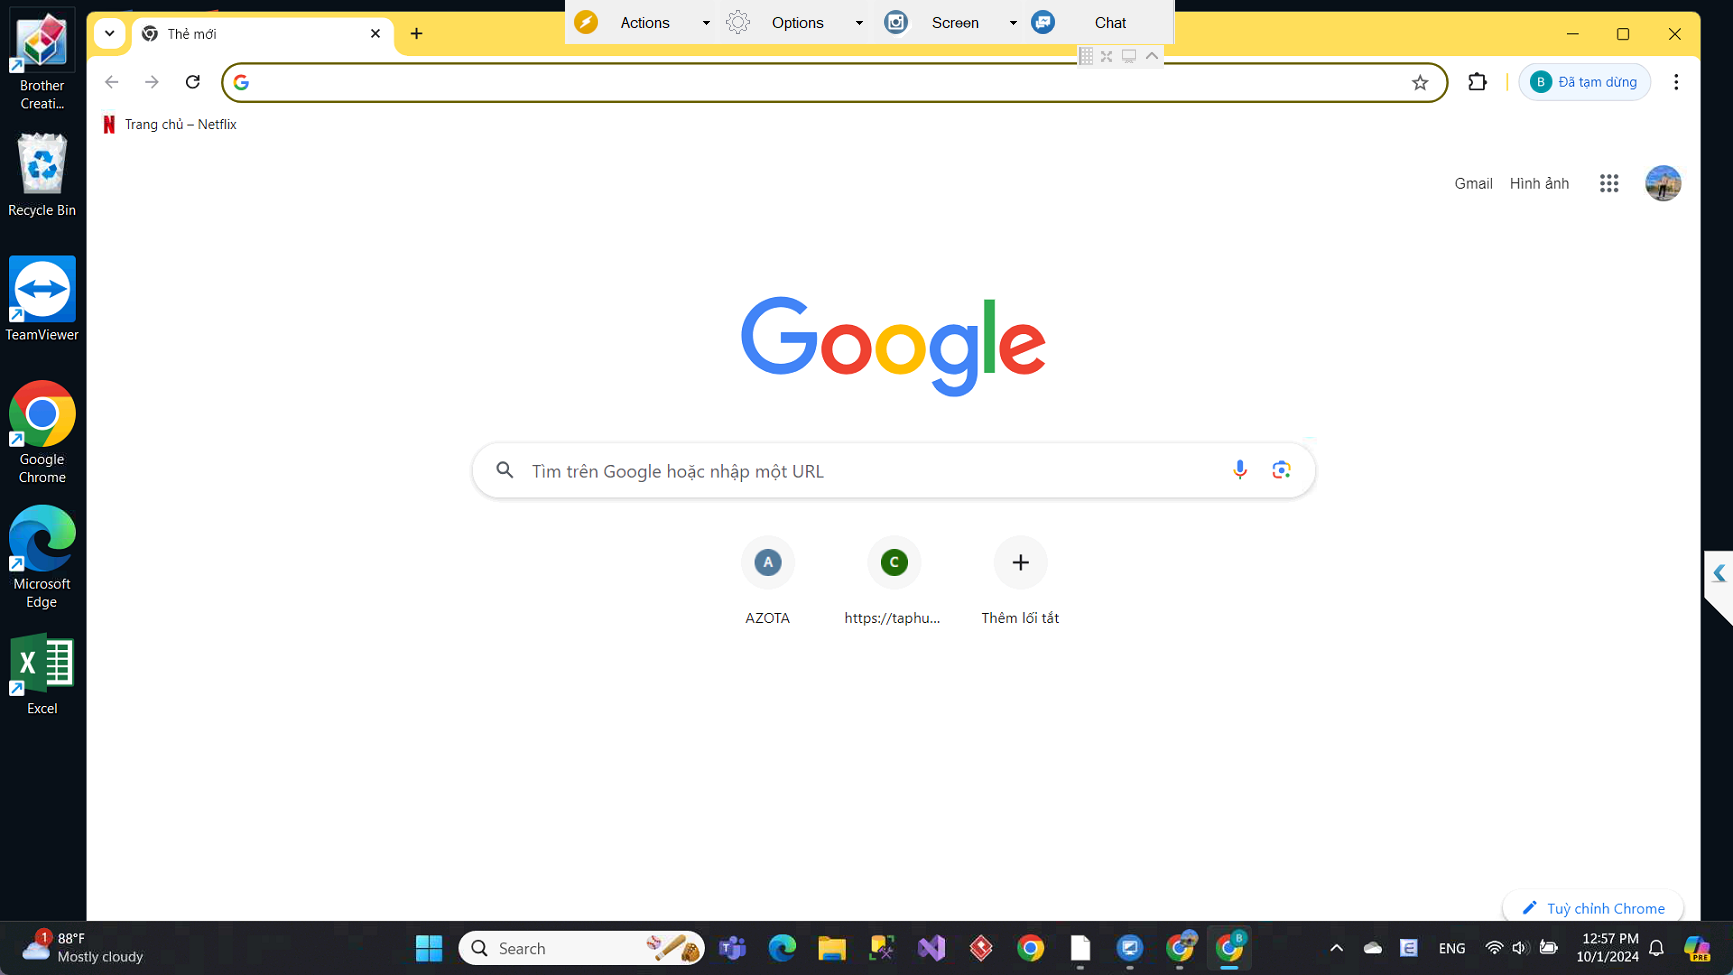 Actions
Options
Screen
Chat
Thẻ mới
B
Đã tạm dừng
Trang chủ – Netflix
Gmail
Hình ảnh
Google
Tìm trên Google hoặc nhập một URL
A
C
AZOTA
https://taphu...
Thêm lối tắt
Tuỳ chỉnh Chrome
Brother
Creati...
Recycle Bin
TeamViewer
Google
Chrome
Microsoft
Edge
Excel
1
88°F
Mostly cloudy
Search
B
ENG
12:57 PM
10/1/2024
PRE